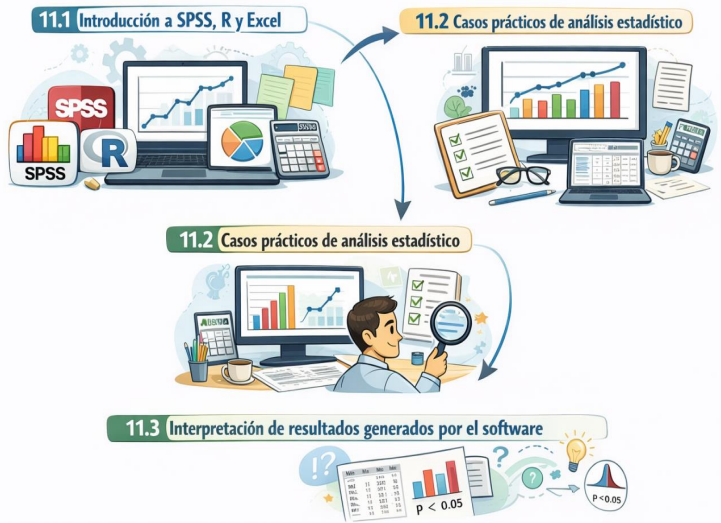 11.1 Introducción a SPSS, R y Excel
11.2 Casos prácticos de análisis estadístico
SPSS
SPSS
R
11.2 Casos prácticos de análisis estadístico
11.3 Interpretación de resultados generados por el software
!?
?
?
?
P < 0.05
P < 0.05